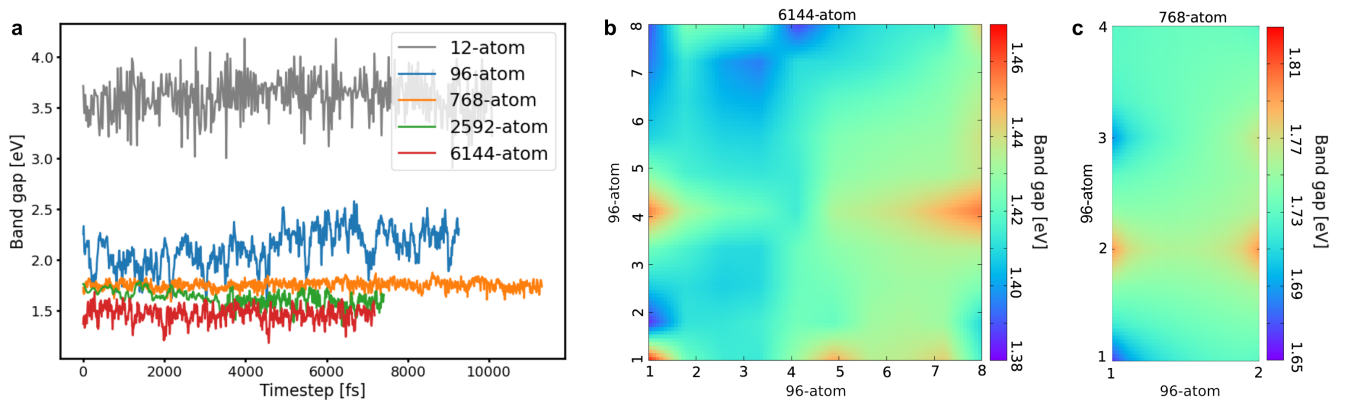 a
Band gap [eV]
4.0
3.5
3.0
2.5
2.0
1.5
0
2000
4000
6000
8000
10000
Timestep [fs]
12-atom
96-atom
768-atom
2592-atom
6144-atom
b
6144-atom
96-atom
8
7
6
5
4
3
2
1
1
2
3
4
5
6
7
8
96-atom
1.46
1.44
1.42
1.40
1.38
Band gap [eV]
c
768-atom
96-atom
4
3
2
1
1
2
96-atom
1.81
1.77
1.73
1.69
1.65
Band gap [eV]